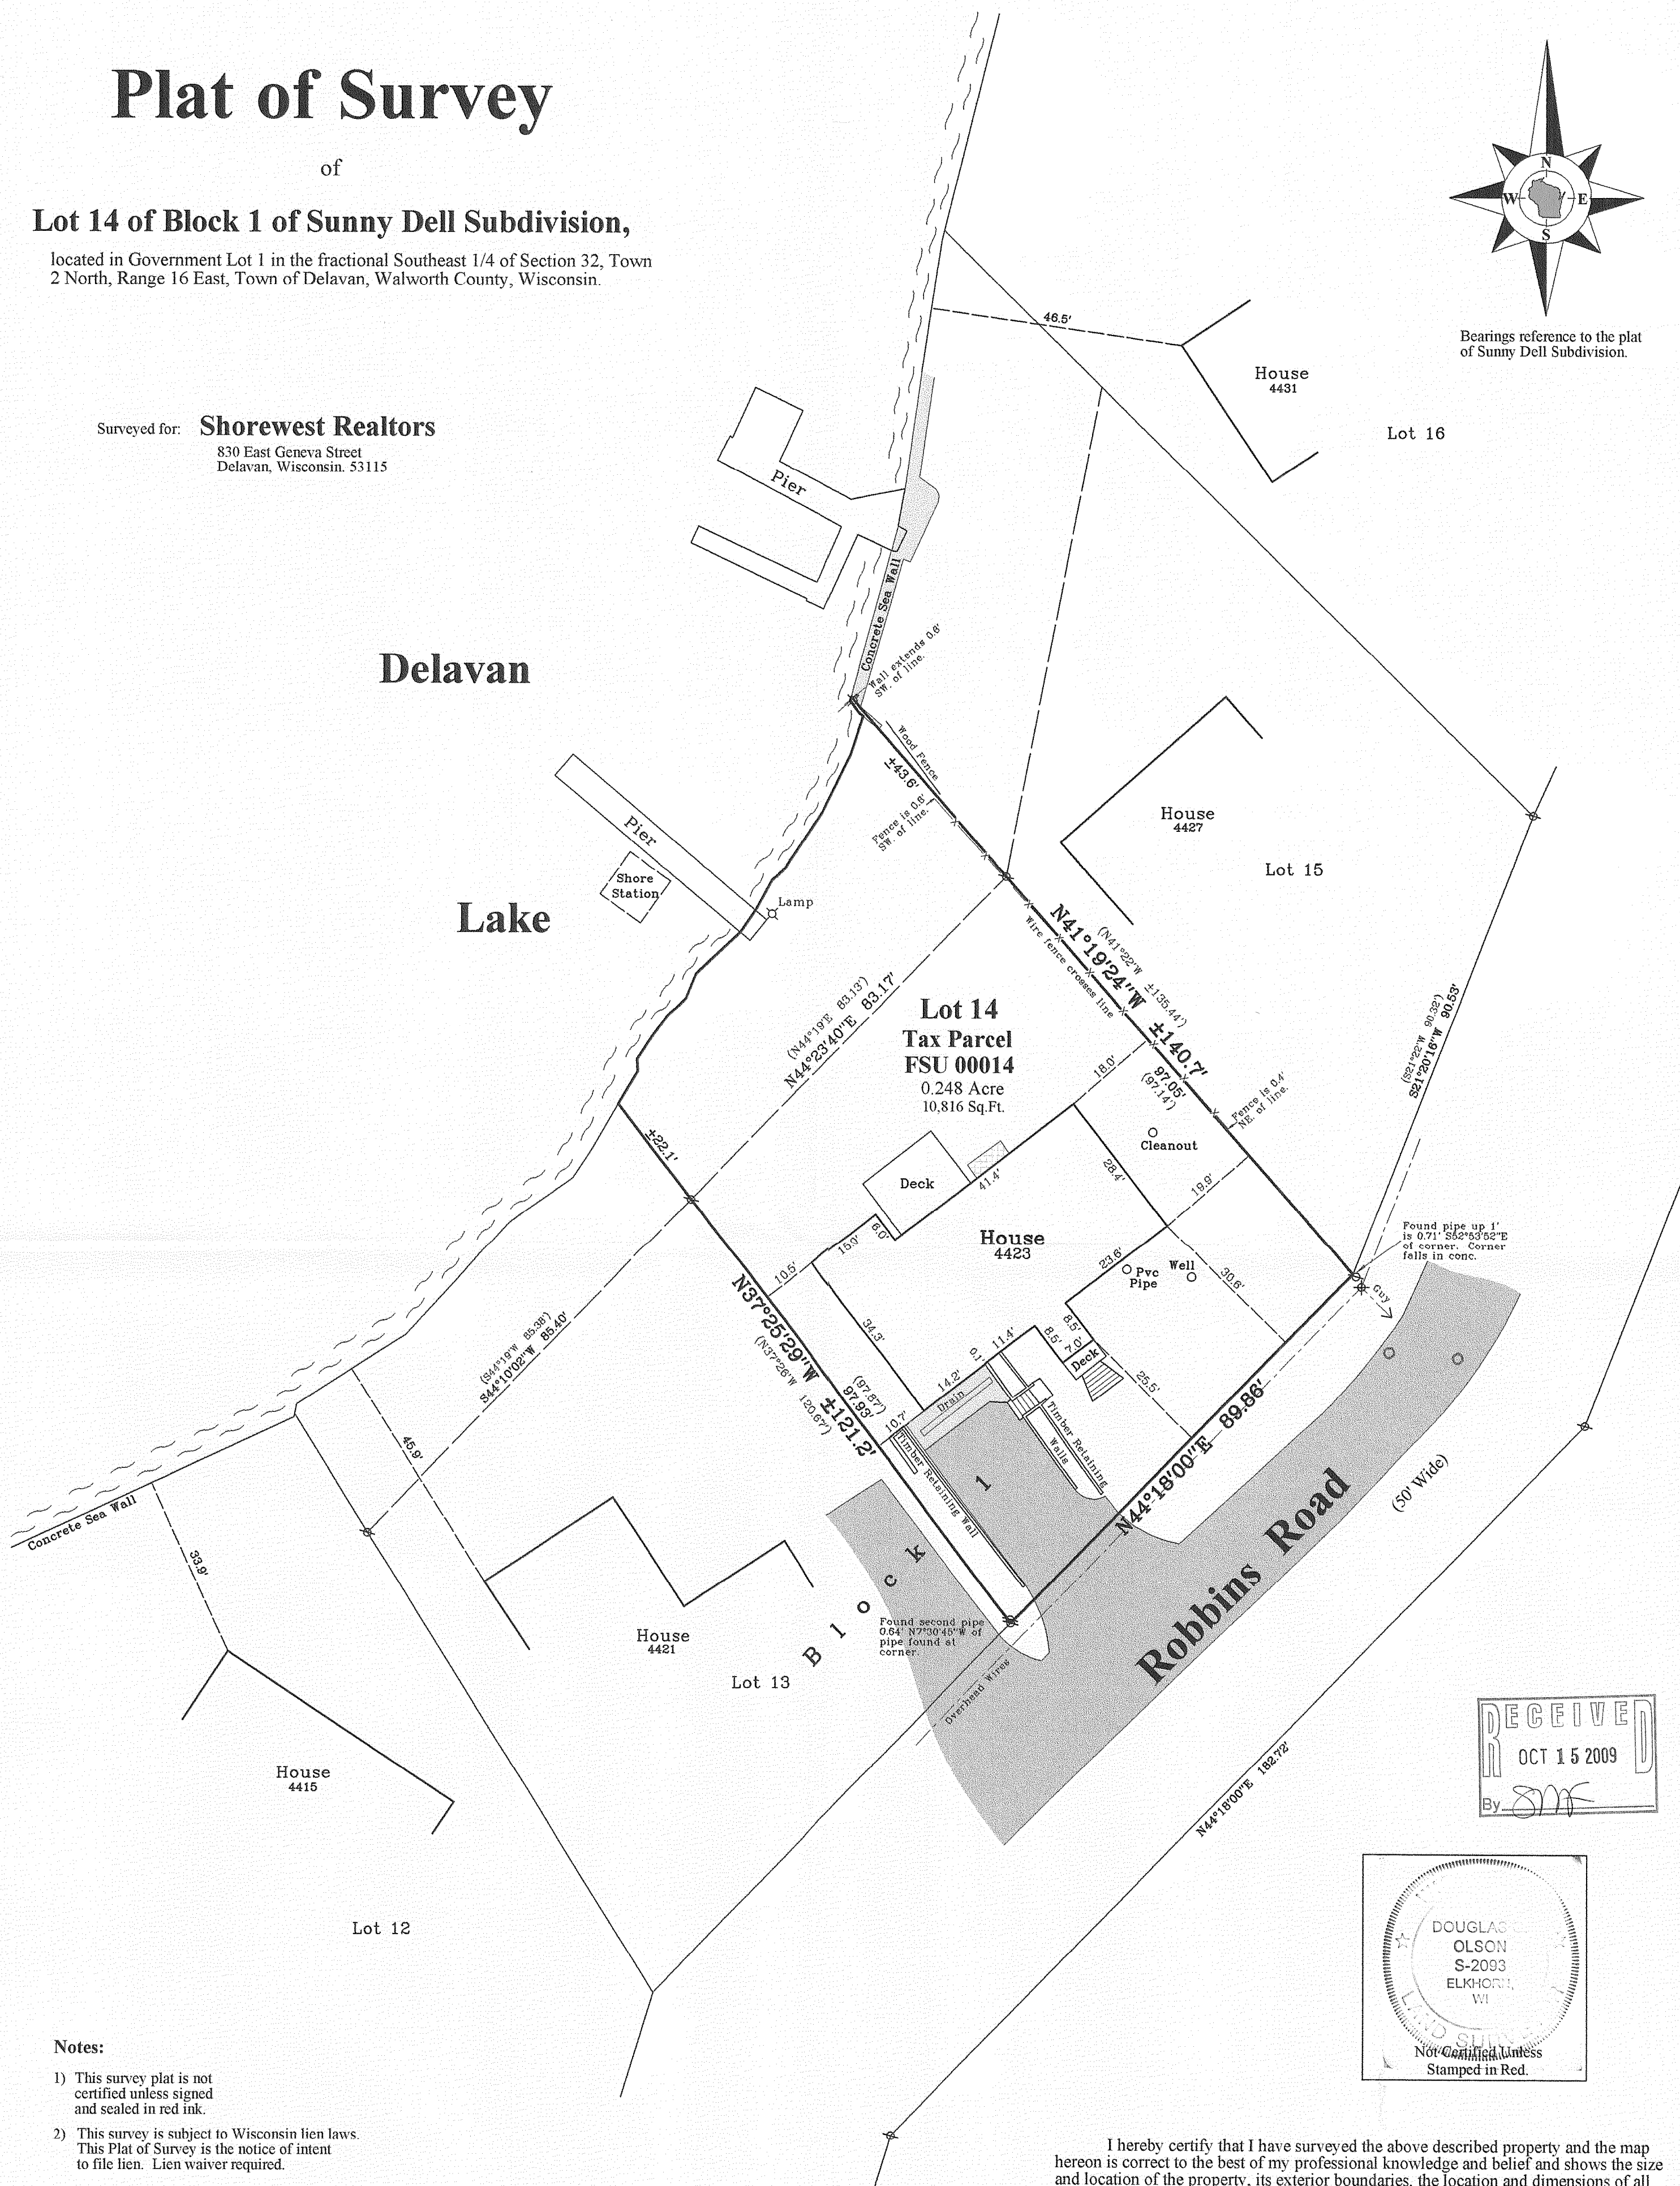 Plat of Survey
of
Lot 14 of Block 1 of Sunny Dell Subdivision,
located in Government Lot 1 in the fractional Southeast 1/4 of Section 32, Town
2 North, Range 16 East, Town of Delavan, Walworth County, Wisconsin.
N
W
E
S
Bearings reference to the plat
of Sunny Dell Subdivision.
Surveyed for: Shorewest Realtors
830 East Geneva Street
Delavan, Wisconsin. 53115
46.5'
House
4431
Lot 16
Pier
Concrete Sea Wall
Wall extends 0.6'
SW. of line.
Delavan
Wood Fence
±43.6'
Fence is 0.6'
SW. of line.
Pier
Shore
Station
Lamp
Lake
House
4427
Lot 15
N41°19'24"W ±140.7'
(N41°22'W ±135.44')
Wire fence crosses line
97.05'
(97.14')
(N44°19'E 83.13')
N44°23'40"E 83.17'
Lot 14
Tax Parcel
FSU 00014
0.248 Acre
10,816 Sq.Ft.
(S21°22'W 90.32')
S21°20'16"W 90.53'
18.0'
Fence is 0.4'
NE. of line.
Cleanout
±22.1'
Deck
41.4'
28.4'
19.9'
6.0'
15.9'
10.5'
House
4423
23.6'
Pvc
Pipe
Well
30.6'
Found pipe up 1'
is 0.71' S52°53'52"E
of corner. Corner
falls in conc.
Guy
N37°25'29"W ±121.2'
(N37°26'W 120.67')
(97.87')
97.93'
34.3'
8.5'
8.5'
7.0'
Deck
11.4'
0.1'
14.2'
Drain
10.7'
25.5'
Timber Retaining
Walls
Timber Retaining Wall
(S44°19'W 85.38')
S44°10'02"W 85.40'
45.9'
N44°18'00"E 89.86'
Robbins Road
(50' Wide)
Concrete Sea Wall
33.9'
Block 1
Found second pipe
0.64' N7°30'45"W of
pipe found at
corner.
Overhead Wires
House
4421
Lot 13
House
4415
Lot 12
N44°18'00"E 182.72'
RECEIVED
OCT 15 2009
By
DOUGLAS
OLSON
S-2093
ELKHORN,
WI
LAND
Not Certified Unless
Stamped in Red.
Notes:
1) This survey plat is not
certified unless signed
and sealed in red ink.
2) This survey is subject to Wisconsin lien laws.
This Plat of Survey is the notice of intent
to file lien. Lien waiver required.
I hereby certify that I have surveyed the above described property and the map
hereon is correct to the best of my professional knowledge and belief and shows the size
and location of the property, its exterior boundaries, the location and dimensions of all